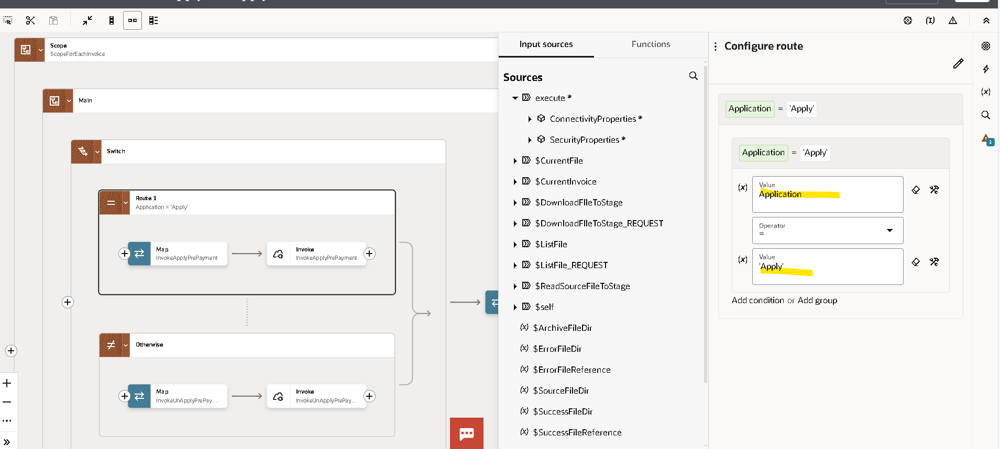 Scope
ScopeForEachInvoice
Main
Switch
Route 1
Application = 'Apply'
Map
InvokeApplyPrePayment
Invoke
InvokeApplyPrePayment
Otherwise
Map
InvokeUnApplyPrePay...
Invoke
InvokeUnApplyPrePay...
Input sources
Functions
Sources
execute *
ConnectivityProperties *
SecurityProperties *
$CurrentFile
$CurrentInvoice
$DownloadFIleToStage
$DownloadFIleToStage_REQUEST
$ListFile
$ListFile_REQUEST
$ReadSourceFileToStage
$self
(x) $ArchiveFileDir
(x) $ErrorFileDir
(x) $ErrorFileReference
(x) $SourceFileDir
(x) $SuccessFileDir
(x) $SuccessFileReference
Configure route
Application = 'Apply'
Application = 'Apply'
(x) Value
Application
Operator
=
(x) Value
'Apply'
Add condition or Add group
(x)
2